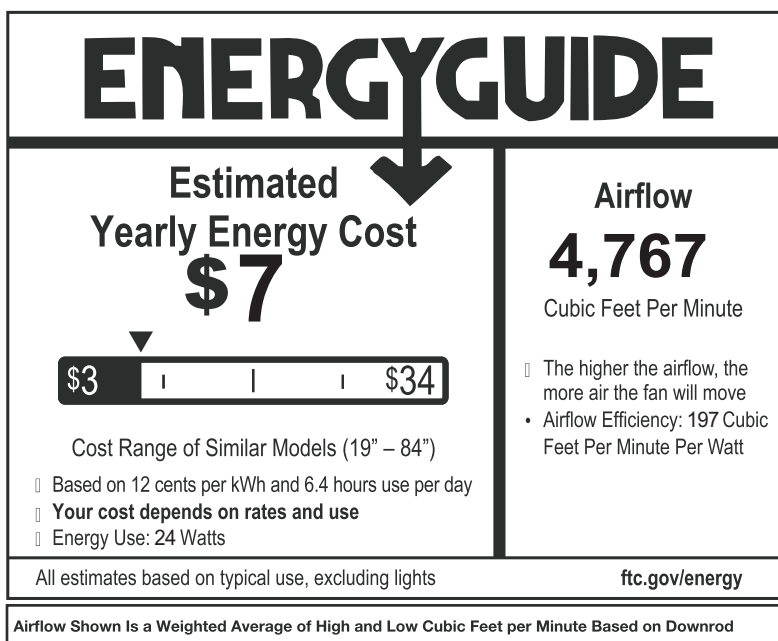 ENERGYGUIDE
Estimated
Yearly Energy Cost
$7
$3
$34
Cost Range of Similar Models (19” – 84”)
▯ Based on 12 cents per kWh and 6.4 hours use per day
▯ Your cost depends on rates and use
▯ Energy Use: 24 Watts
Airflow
4,767
Cubic Feet Per Minute
▯ The higher the airflow, the
more air the fan will move
• Airflow Efficiency: 197 Cubic
Feet Per Minute Per Watt
All estimates based on typical use, excluding lights
ftc.gov/energy
Airflow Shown Is a Weighted Average of High and Low Cubic Feet per Minute Based on Downrod